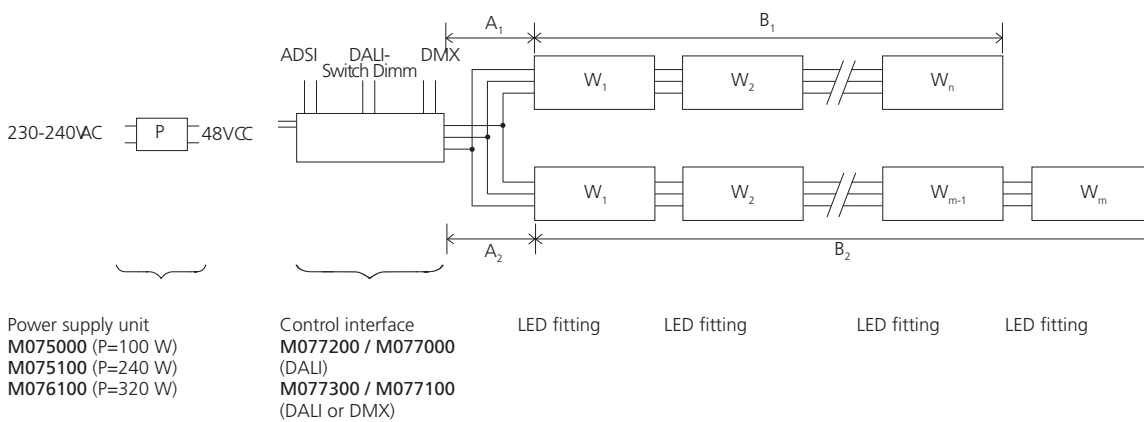 A1
B1
ADSI
DALI-
Switch Dimm
DMX
W1
W2
Wn
230-240VAC
P
48VCC
W1
W2
Wm-1
Wm
A2
B2
Power supply unit
M075000 (P=100 W)
M075100 (P=240 W)
M076100 (P=320 W)
Control interface
M077200 / M077000
(DALI)
M077300 / M077100
(DALI or DMX)
LED fitting
LED fitting
LED fitting
LED fitting